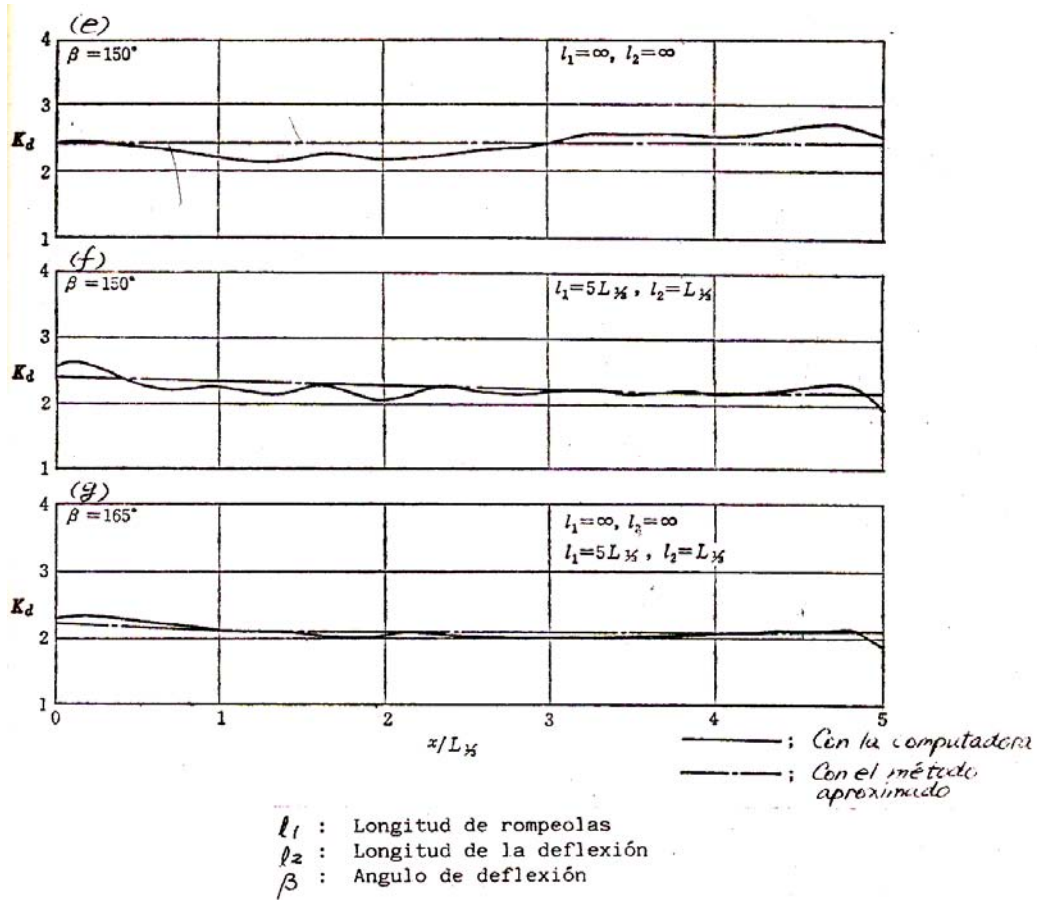 (e)
4
β = 150°
l₁=∞, l₂=∞
3
K_d
2
1
(f)
4
β = 150°
l₁=5L⅓, l₂=L⅓
3
K_d
2
1
(g)
4
β = 165°
l₁=∞, l₂=∞
l₁=5L⅓, l₂=L⅓
3
K_d
2
1
0 1 2 3 4 5
x/L⅓
; Con la computadora
; Con el método
aproximado
l1 : Longitud de rompeolas
l2 : Longitud de la deflexión
β : Angulo de deflexión